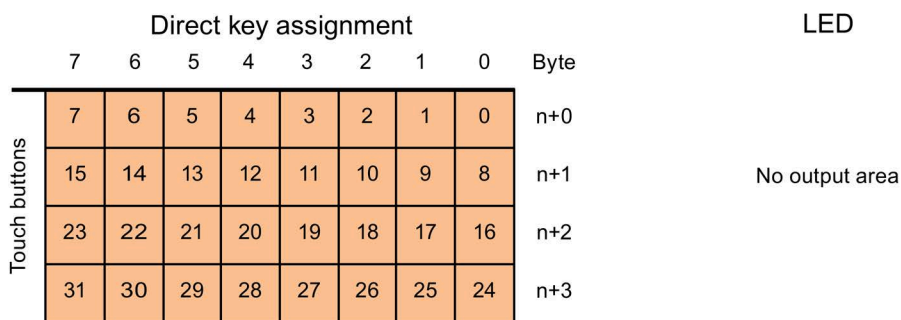 Direct key assignment LED
7 6 5 4 3 2 1 0 Byte
7 6 5 4 3 2 1 0 n+0
15 14 13 12 11 10 9 8 n+1
No output area
23 22 21 20 19 18 17 16 n+2
31 30 29 28 27 26 25 24 n+3
Touch buttons